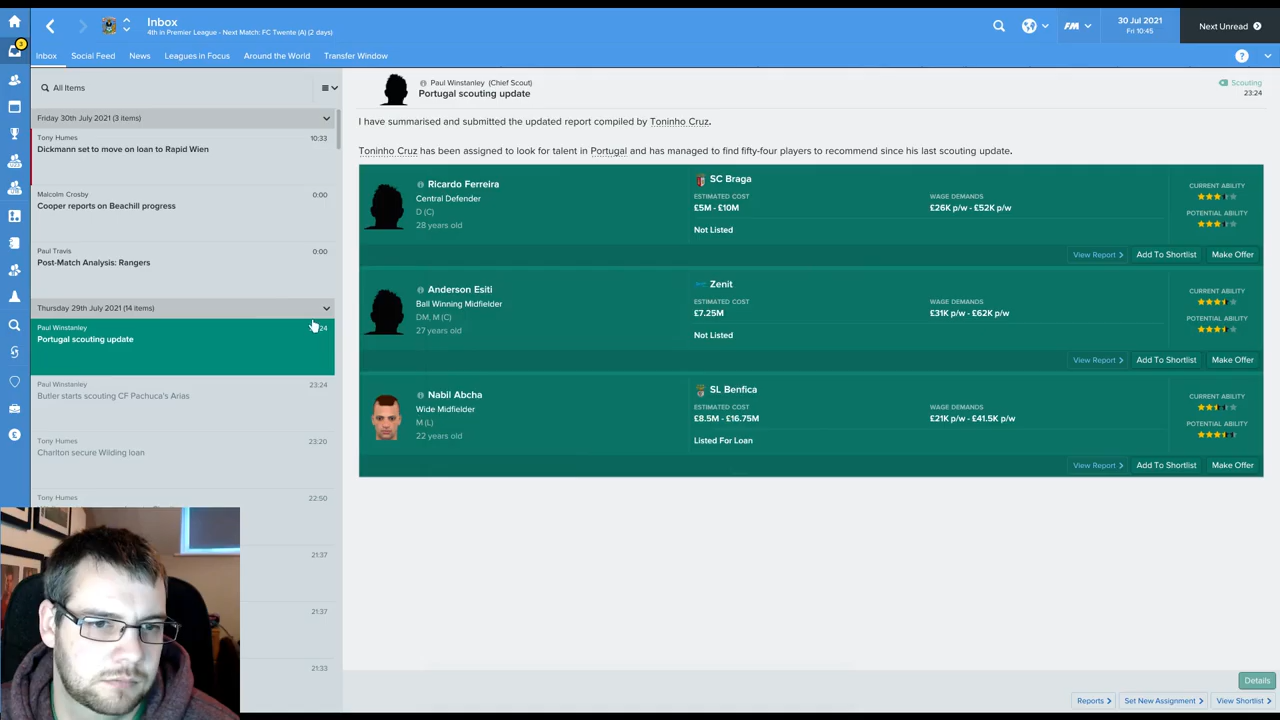 Inbox
4th in Premier League - Next Match: FC Twente (A) (2 days)
FM
30 Jul 2021
Fri 10:45
Next Unread
3
Inbox
Social Feed
News
Leagues in Focus
Around the World
Transfer Window
?
All Items
Friday 30th July 2021 (3 items)
Tony Humes
10:33
Dickmann set to move on loan to Rapid Wien
Malcolm Crosby
0:00
Cooper reports on Beachill progress
Paul Travis
0:00
Post-Match Analysis: Rangers
Thursday 29th July 2021 (14 items)
Paul Winstanley
Portugal scouting update
Paul Winstanley
23:24
Butler starts scouting CF Pachuca's Arias
Tony Humes
23:20
Charlton secure Wilding loan
Tony Humes
22:50
21:37
21:37
21:33
Paul Winstanley (Chief Scout)
Portugal scouting update
Scouting
23:24
I have summarised and submitted the updated report compiled by Toninho Cruz.
Toninho Cruz has been assigned to look for talent in Portugal and has managed to find fifty-four players to recommend since his last scouting update.
Ricardo Ferreira
Central Defender
D (C)
28 years old
SC Braga
ESTIMATED COST
£5M - £10M
WAGE DEMANDS
£26K p/w - £52K p/w
Not Listed
CURRENT ABILITY
POTENTIAL ABILITY
View Report
Add To Shortlist
Make Offer
Anderson Esiti
Ball Winning Midfielder
DM, M (C)
27 years old
Zenit
ESTIMATED COST
£7.25M
WAGE DEMANDS
£31K p/w - £62K p/w
Not Listed
CURRENT ABILITY
POTENTIAL ABILITY
View Report
Add To Shortlist
Make Offer
Nabil Abcha
Wide Midfielder
M (L)
22 years old
SL Benfica
ESTIMATED COST
£8.5M - £16.75M
WAGE DEMANDS
£21K p/w - £41.5K p/w
Listed For Loan
CURRENT ABILITY
POTENTIAL ABILITY
View Report
Add To Shortlist
Make Offer
Details
Reports
Set New Assignment
View Shortlist